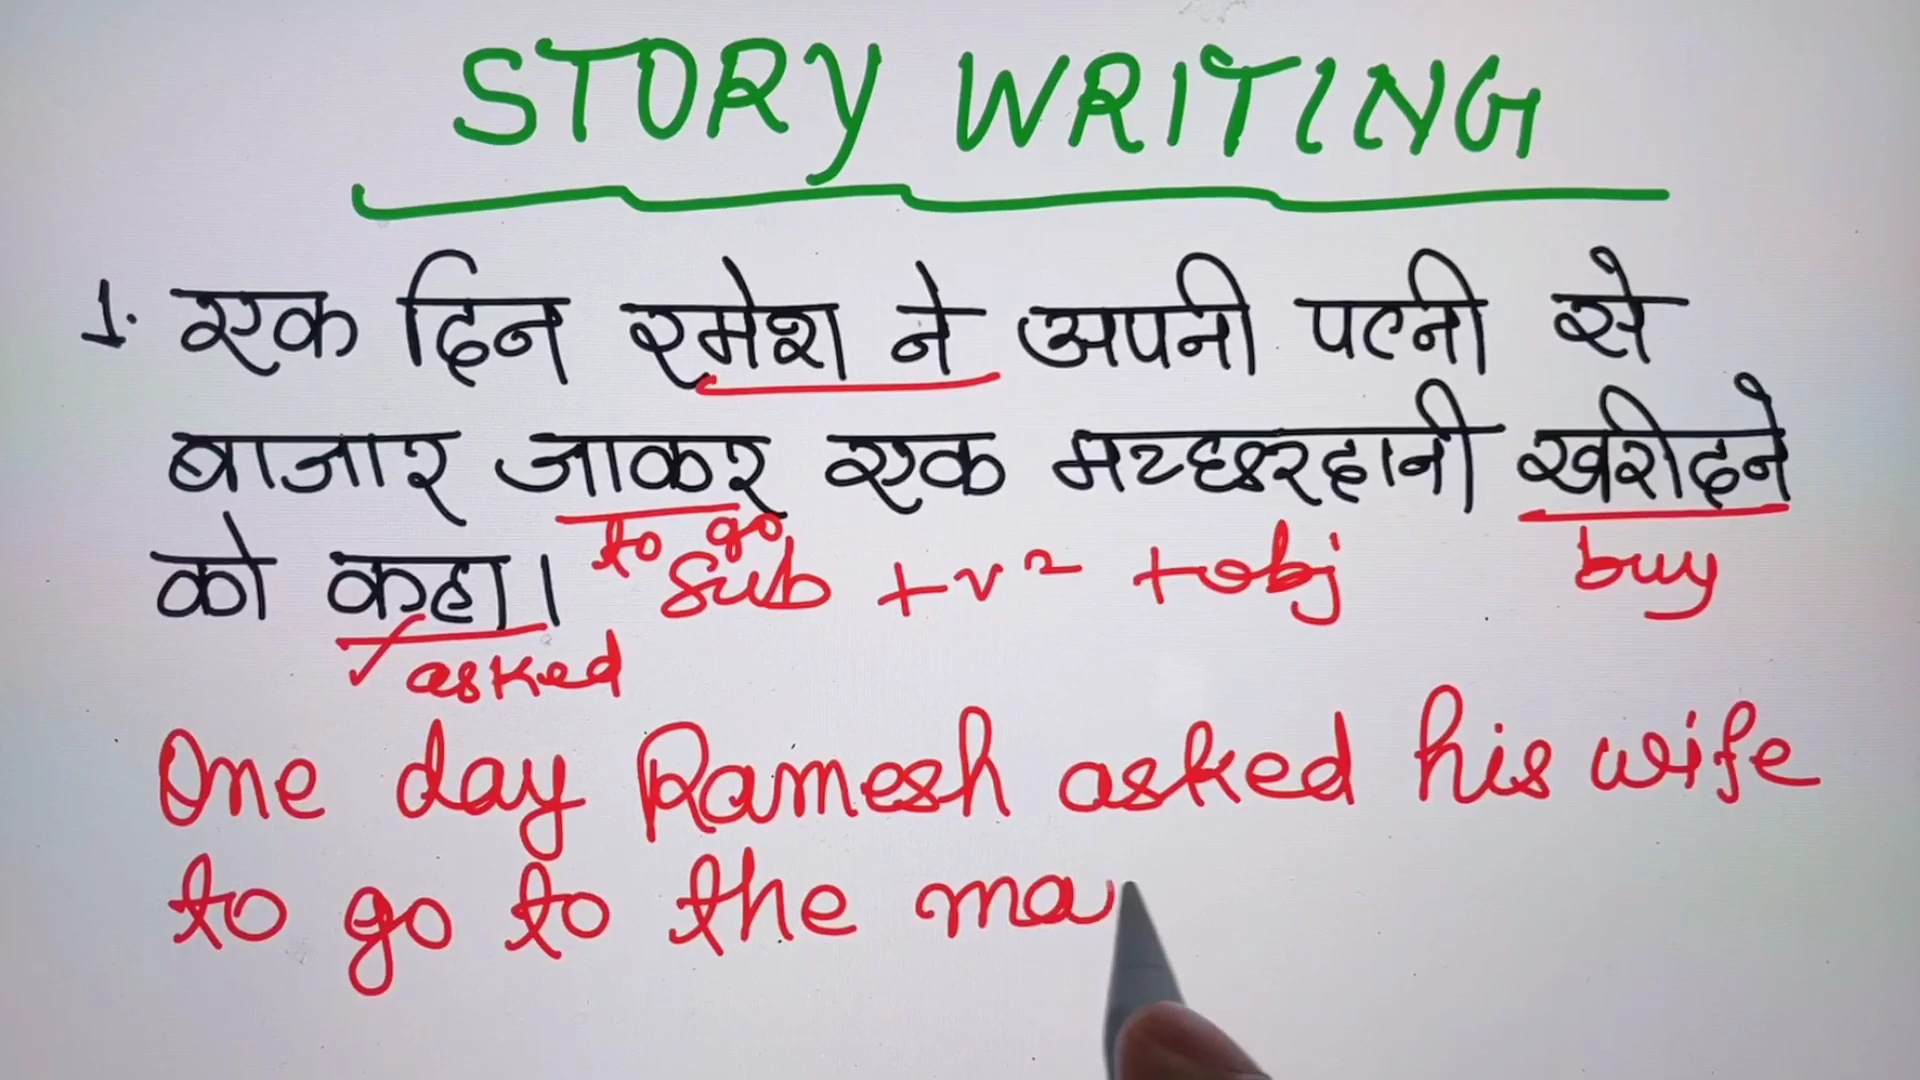 STORY WRITING
1. एक दिन रमेश ने अपनी पत्नी से
बाजार जाकर एक मच्छरदानी खरीदने
to go
buy
को कहा। Sub + v2 + obj
asked
One day Ramesh asked his wife
to go to the ma